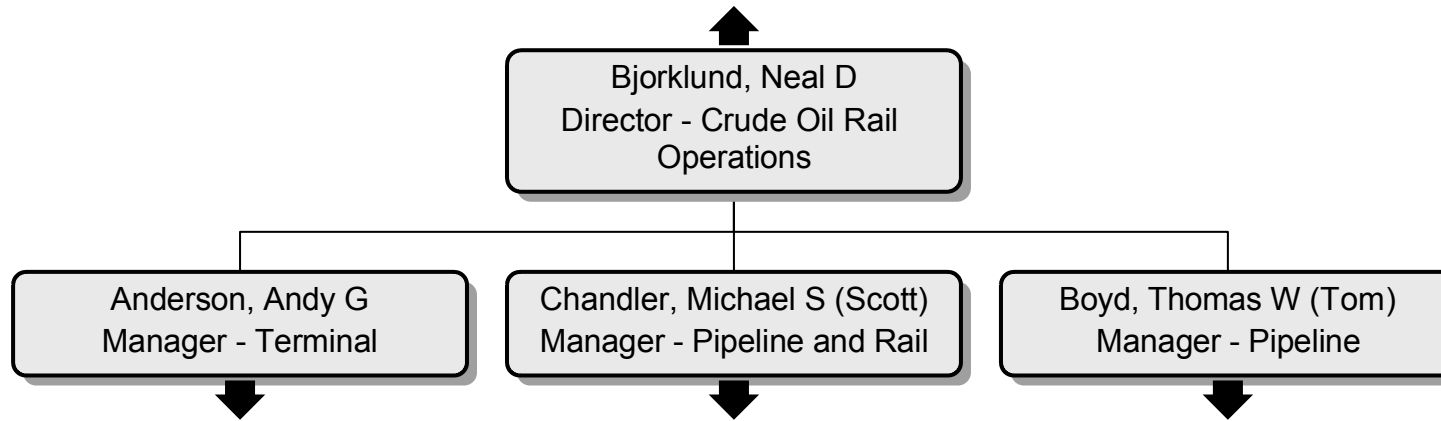 Bjorklund, Neal D
Director - Crude Oil Rail
Operations
Anderson, Andy G
Manager - Terminal
Chandler, Michael S (Scott)
Manager - Pipeline and Rail
Boyd, Thomas W (Tom)
Manager - Pipeline